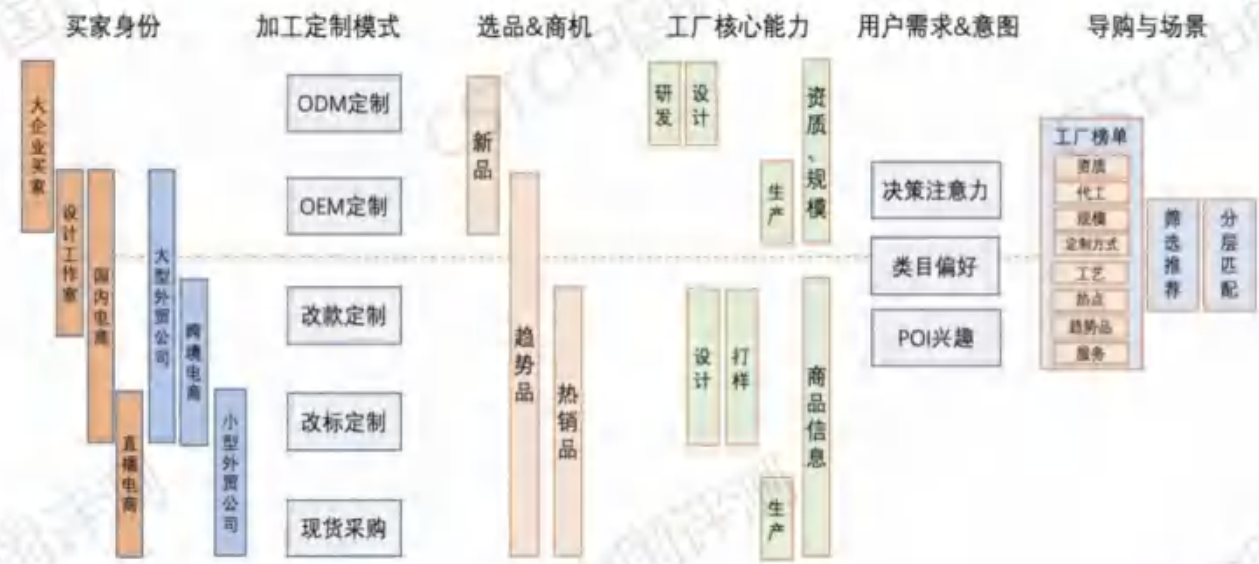 买家身份
加工定制模式
选品&商机
工厂核心能力
用户需求&意图
导购与场景
大企业买家
设计工作室
国内电商
直播电商
大型外贸公司
跨境电商
小型外贸公司
ODM定制
OEM定制
改款定制
改标定制
现货采购
新品
趋势品
热销品
研发
设计
生产
资质、规模
设计
打样
生产
商品信息
决策注意力
类目偏好
POI兴趣
工厂榜单
资质
代工
规模
定制方式
工艺
热点
趋势品
服务
筛选推荐
分层匹配